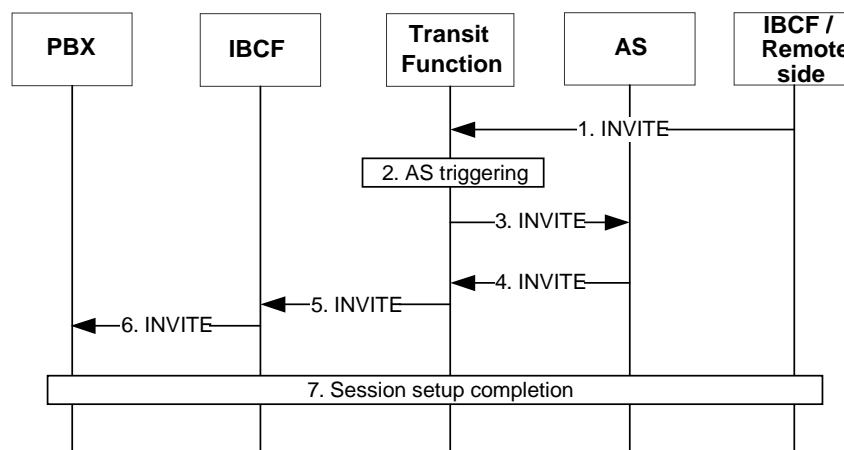 PBX
IBCF
Transit
Function
AS
IBCF /
Remote
side
1. INVITE
2. AS triggering
3. INVITE
4. INVITE
5. INVITE
6. INVITE
7. Session setup completion